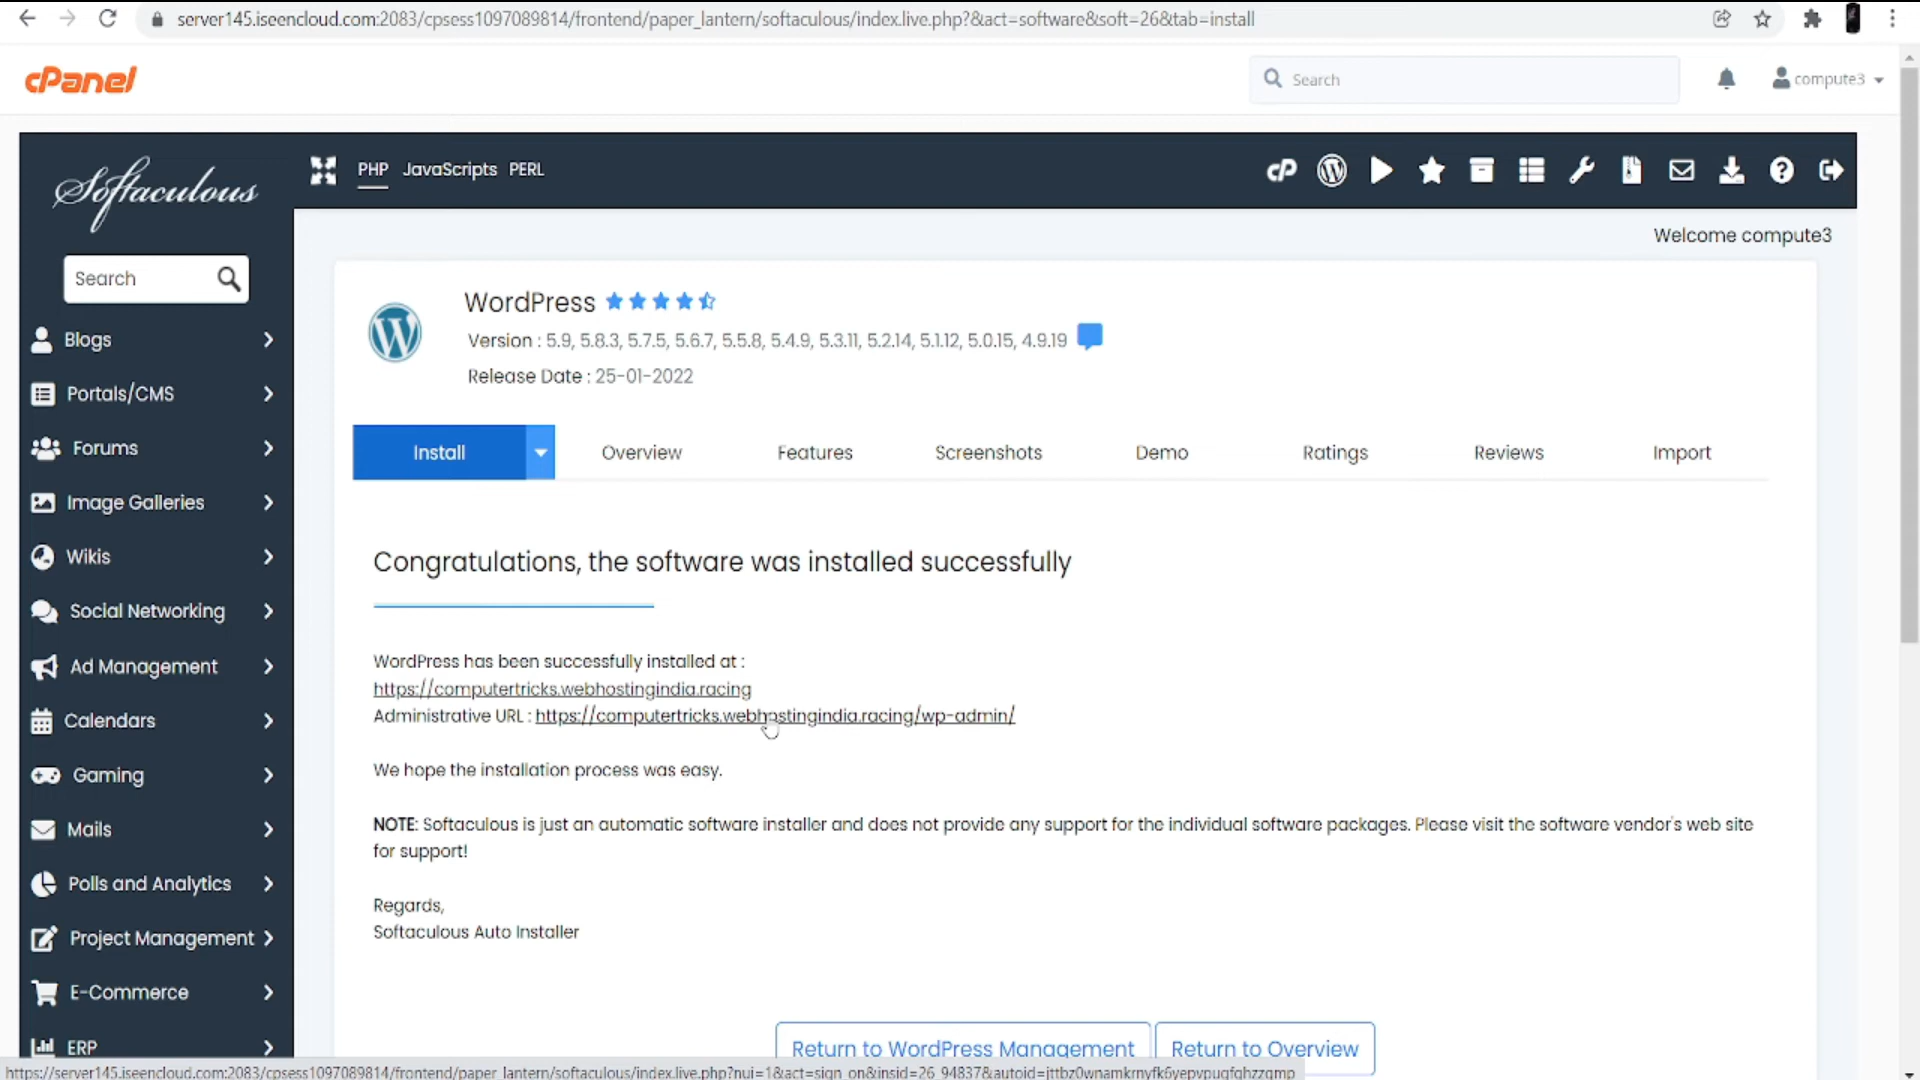 server145.iseencloud.com:2083/cpsess1097089814/frontend/paper_lantern/softaculous/index.live.php?&act=software&soft=26&tab=install
cPanel
Search
compute3
Softaculous
PHP JavaScripts PERL
cP
Welcome compute3
Search
Blogs
Portals/CMS
Forums
Image Galleries
Wikis
Social Networking
Ad Management
Calendars
Gaming
Mails
Polls and Analytics
Project Management
E-Commerce
ERP
WordPress
Version : 5.9, 5.8.3, 5.7.5, 5.6.7, 5.5.8, 5.4.9, 5.3.11, 5.2.14, 5.1.12, 5.0.15, 4.9.19
Release Date : 25-01-2022
Install Overview Features Screenshots Demo Ratings Reviews Import
Congratulations, the software was installed successfully
WordPress has been successfully installed at :
https://computertricks.webhostingindia.racing
Administrative URL : https://computertricks.webhostingindia.racing/wp-admin/
We hope the installation process was easy.
NOTE: Softaculous is just an automatic software installer and does not provide any support for the individual software packages. Please visit the software vendor's web site
for support!
Regards,
Softaculous Auto Installer
Return to WordPress Management Return to Overview